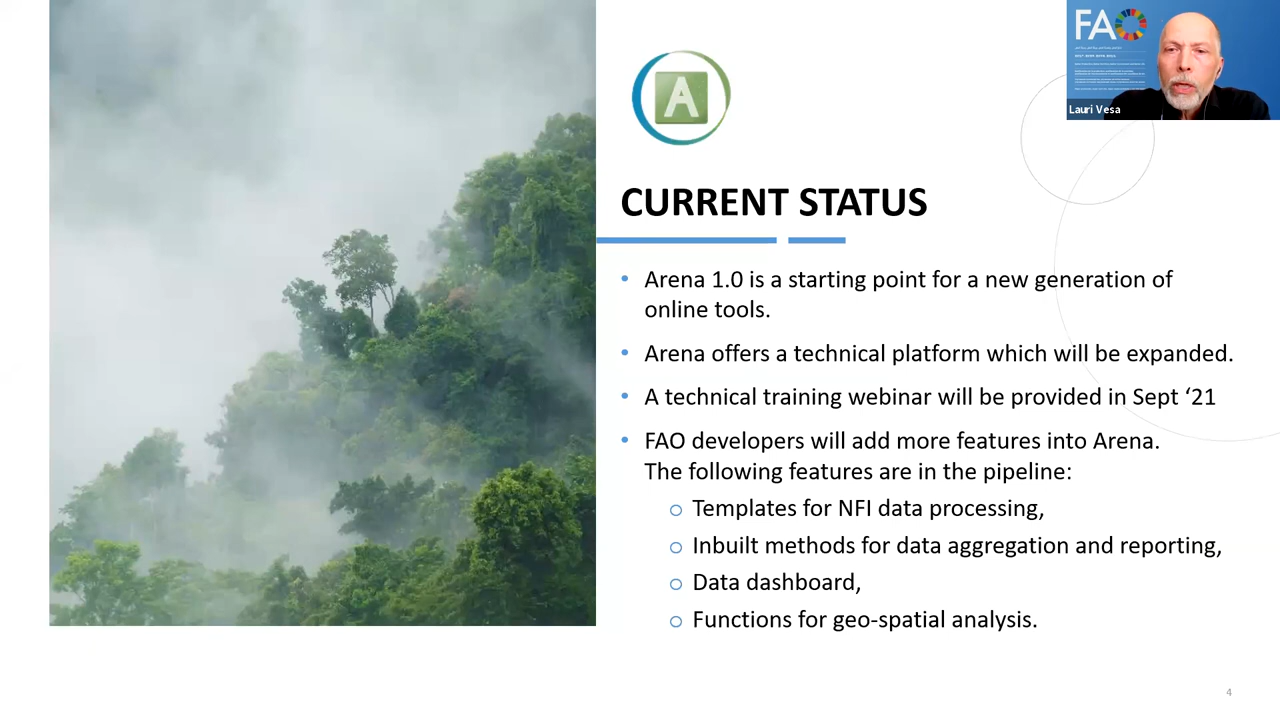 FAO
Lauri Vesa
A
CURRENT STATUS
• Arena 1.0 is a starting point for a new generation of
online tools.
• Arena offers a technical platform which will be expanded.
• A technical training webinar will be provided in Sept ‘21
• FAO developers will add more features into Arena.
The following features are in the pipeline:
o Templates for NFI data processing,
o Inbuilt methods for data aggregation and reporting,
o Data dashboard,
o Functions for geo-spatial analysis.
4